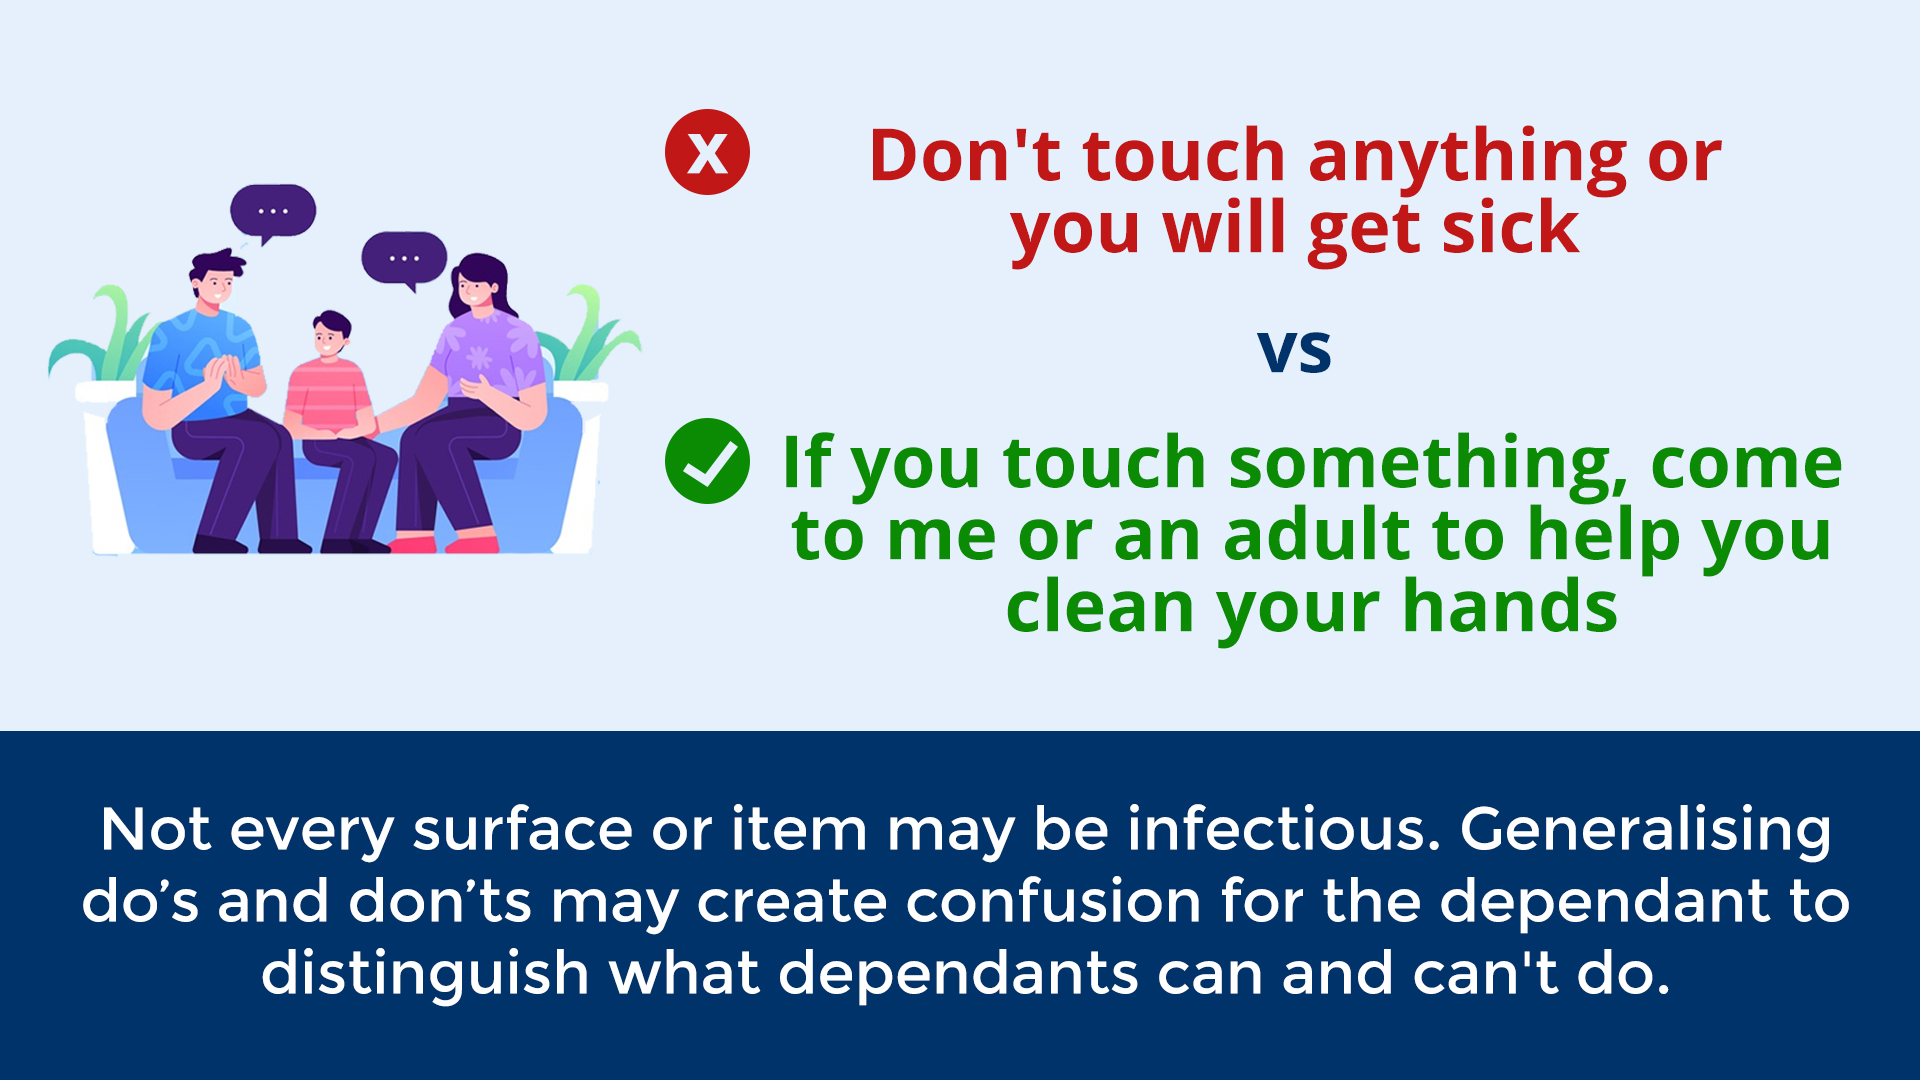 X
Don't touch anything or
you will get sick
vs
If you touch something, come
to me or an adult to help you
clean your hands
Not every surface or item may be infectious. Generalising
do’s and don’ts may create confusion for the dependant to
distinguish what dependants can and can't do.